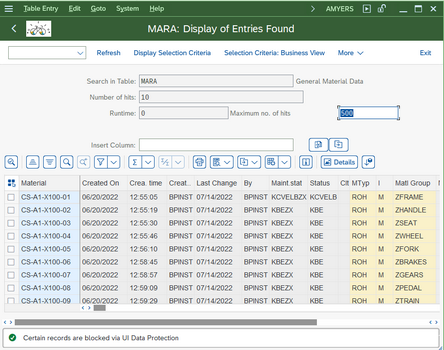 Table Entry Edit Goto System Help AMYERS
MARA: Display of Entries Found
Refresh Display Selection Criteria Selection Criteria: Business View More Exit
Search in Table: MARA General Material Data
Number of hits: 10
Runtime: 0 Maximum no. of hits 500
Insert Column:
Details
Material Created On Crea. time Creat.. Last Change By Maint stat Status Clt MTyp I Matl Group
CS-A1-X100-01 06/20/2022 12:55:05 BPINST 07/14/2022 BPINST KCVELBZX KCVELB ROH M ZFRAME
CS-A1-X100-02 06/20/2022 12:55:19 BPINST 07/14/2022 BPINST KBEZX KBE ROH M ZHANDLE
CS-A1-X100-03 06/20/2022 12:55:30 BPINST 07/14/2022 BPINST KBEZX KBE ROH M ZSEAT
CS-A1-X100-04 06/20/2022 12:55:46 BPINST 07/14/2022 BPINST KBEZX KBE ROH M ZWHEEL
CS-A1-X100-05 06/20/2022 12:56:10 BPINST 07/14/2022 BPINST KBEZX KBE ROH M ZFORK
CS-A1-X100-06 06/20/2022 12:58:45 BPINST 07/14/2022 BPINST KBEZX KBE ROH M ZBRAKES
CS-A1-X100-07 06/20/2022 12:58:57 BPINST 07/14/2022 BPINST KBEZX KBE ROH M ZGEARS
CS-A1-X100-08 06/20/2022 12:59:09 BPINST 07/14/2022 BPINST KBEZX KBE ROH M ZPEDAL
CS-A1-X100-09 06/20/2022 12:59:29 BPINST 07/14/2022 BPINST KBEZX KBE ROH M ZTRAIN
Certain records are blocked via UI Data Protection